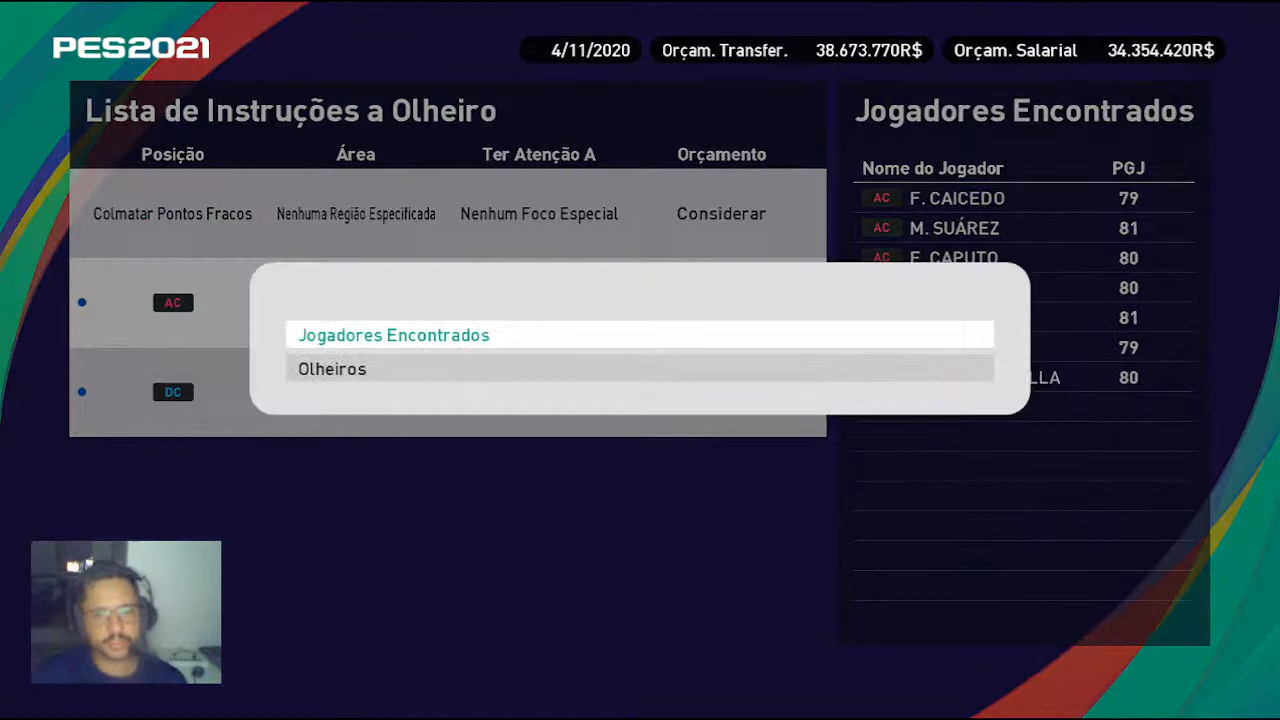 PES2021
4/11/2020 Orçam. Transfer. 38.673.770R$ Orçam. Salarial 34.354.420R$
Lista de Instruções a Olheiro
Posição Área Ter Atenção A Orçamento
Colmatar Pontos Fracos Nenhuma Região Especificada Nenhum Foco Especial Considerar
AC
DC
Jogadores Encontrados
Olheiros
Jogadores Encontrados
Nome do Jogador PGJ
AC F. CAICEDO 79
AC M. SUÁREZ 81
AC F. CAPUTO 80
80
81
79
LLA 80